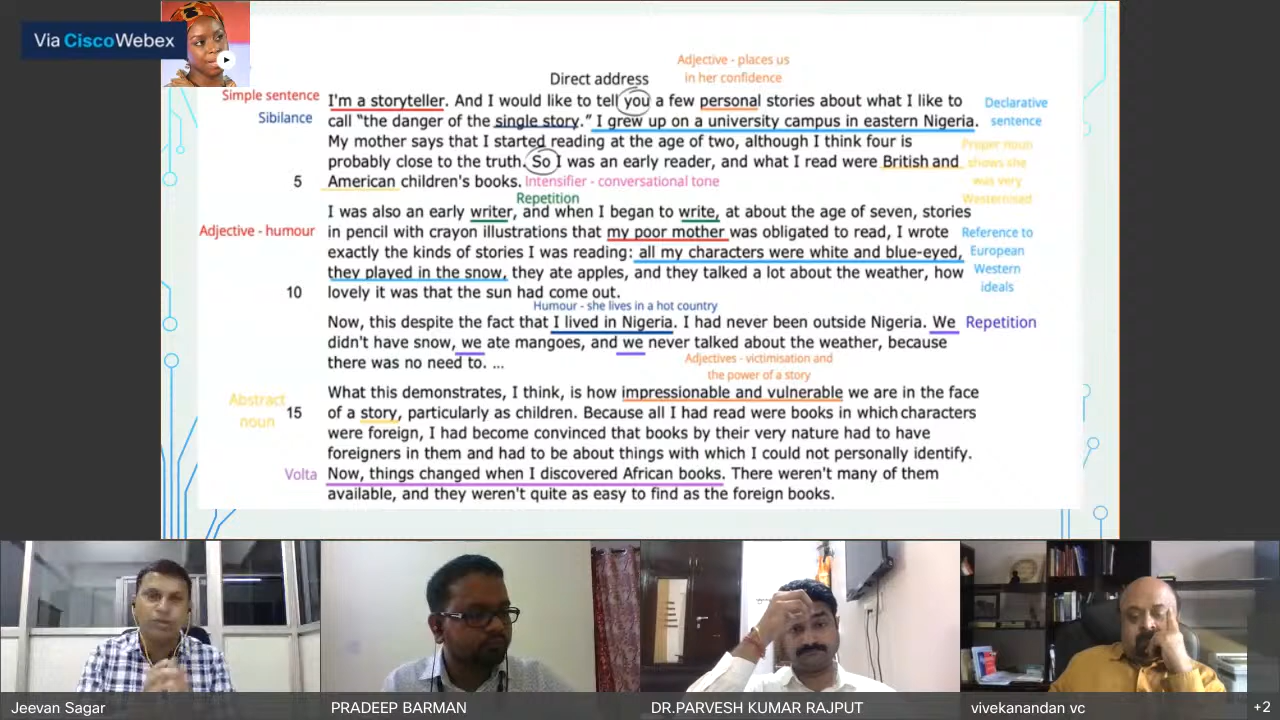 Via CiscoWebex
Adjective - places us
in her confidence
Direct address
Simple sentence
Sibilance
I'm a storyteller. And I would like to tell you a few personal stories about what I like to
call "the danger of the single story." I grew up on a university campus in eastern Nigeria.
Declarative
sentence
My mother says that I started reading at the age of two, although I think four is
probably close to the truth. So I was an early reader, and what I read were British and
5 American children's books. Intensifier - conversational tone
Proper noun
shows she
was very
Westernised
Repetition
I was also an early writer, and when I began to write, at about the age of seven, stories
Adjective - humour
in pencil with crayon illustrations that my poor mother was obligated to read, I wrote
exactly the kinds of stories I was reading: all my characters were white and blue-eyed,
they played in the snow, they ate apples, and they talked a lot about the weather, how
10 lovely it was that the sun had come out.
Reference to
European
Western
ideals
Humour - she lives in a hot country
Now, this despite the fact that I lived in Nigeria. I had never been outside Nigeria. We
Repetition
didn't have snow, we ate mangoes, and we never talked about the weather, because
there was no need to. ...
Adjectives - victimisation and
the power of a story
What this demonstrates, I think, is how impressionable and vulnerable we are in the face
Abstract
noun
15 of a story, particularly as children. Because all I had read were books in which characters
were foreign, I had become convinced that books by their very nature had to have
foreigners in them and had to be about things with which I could not personally identify.
Volta
Now, things changed when I discovered African books. There weren't many of them
available, and they weren't quite as easy to find as the foreign books.
Jeevan Sagar
PRADEEP BARMAN
DR.PARVESH KUMAR RAJPUT
vivekanandan vc
+2